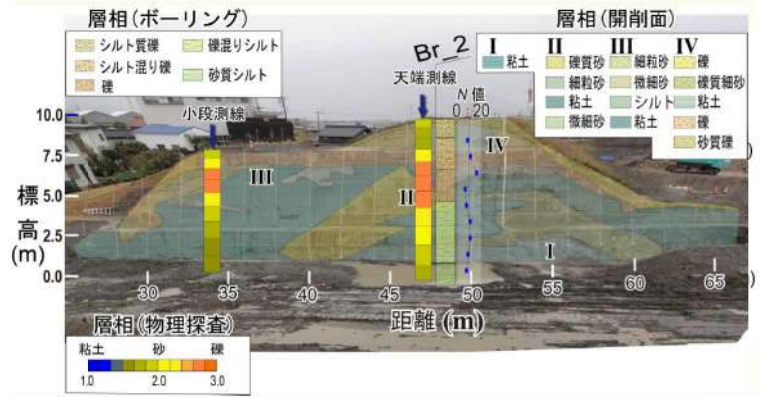 層相(ボーリング)
シルト質礫
礫混りシルト
シルト混り礫
砂質シルト
礫
Br_2
天端測線
N 値
0 20
小段測線
層相(開削面)
I II III IV
粘土 礫質砂 細粒砂 礫
細粒砂 微細砂 礫質細砂
粘土 シルト 粘土
微細砂 粘土 礫
砂質礫
標高(m)
10.0
7.5
5.0
2.5
0.0
III
II
IV
I
30 34 40 45 50 55 60 65
距離 (m)
層相(物理探査)
粘土 砂 礫
1.0 2.0 3.0